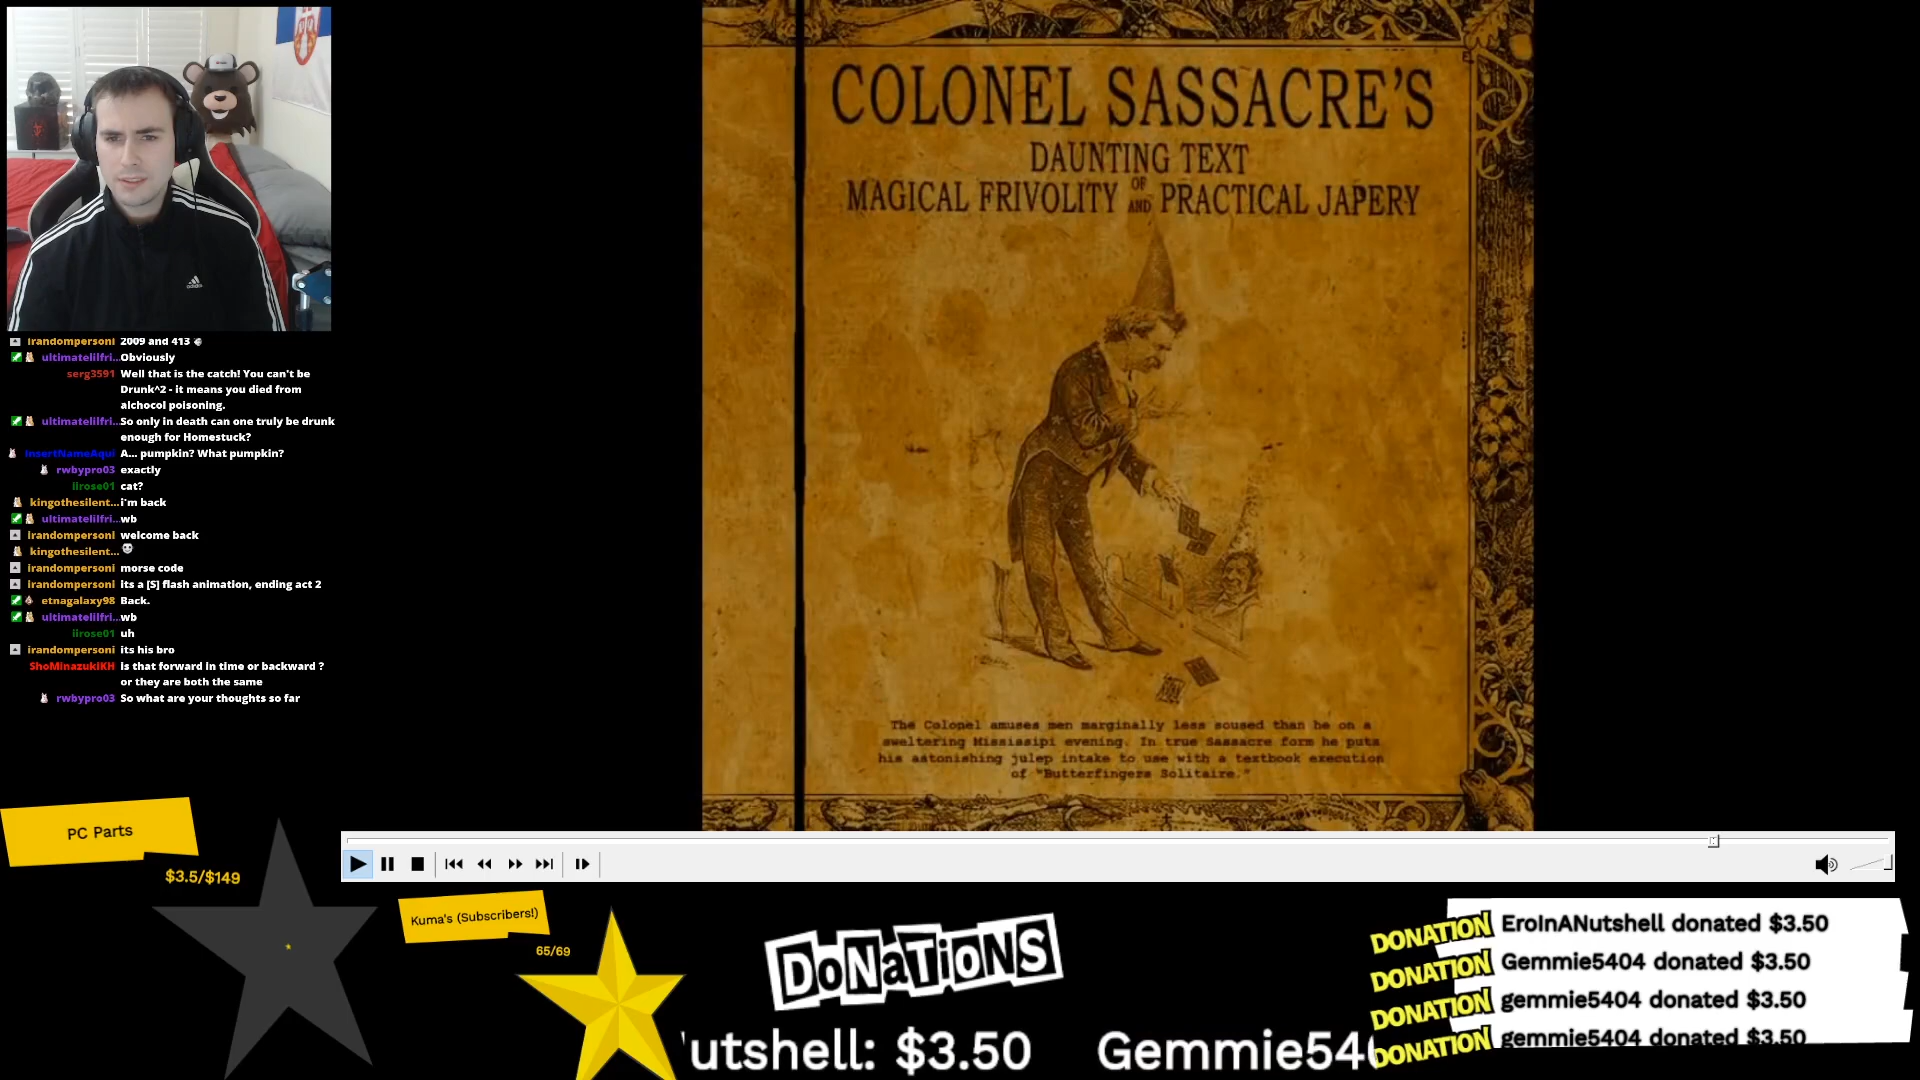 COLONEL SASSACRE'S
DAUNTING TEXT
OF
MAGICAL FRIVOLITY AND PRACTICAL JAPERY
The Colonel amuses men marginally less soused than he on a
sweltering Mississipi evening. In true Sassacre form he puts
his astonishing julep intake to use with a textbook execution
of "Butterfingers Solitaire."
adidas
irandompersoni 2009 and 413
ultimatelilfri... Obviously
serg3591 Well that is the catch! You can't be
Drunk^2 - it means you died from
alchocol poisoning.
ultimatelilfri... So only in death can one truly be drunk
enough for Homestuck?
InsertNameAqui A... pumpkin? What pumpkin?
rwbypro03 exactly
iirose01 cat?
kingothesilent... i'm back
ultimatelilfri... wb
irandompersoni welcome back
kingothesilent...
irandompersoni morse code
irandompersoni its a [S] flash animation, ending act 2
etnagalaxy98 Back.
ultimatelilfri... wb
iirose01 uh
irandompersoni its his bro
ShoMinazukiKH Is that forward in time or backward ?
or they are both the same
rwbypro03 So what are your thoughts so far
PC Parts
$3.5/$149
Kuma's (Subscribers!)
65/69
DoNaTiONS
'utshell: $3.50 Gemmie540
DONATION EroInANutshell donated $3.50
DONATION Gemmie5404 donated $3.50
DONATION gemmie5404 donated $3.50
DONATION gemmie5404 donated $3.50